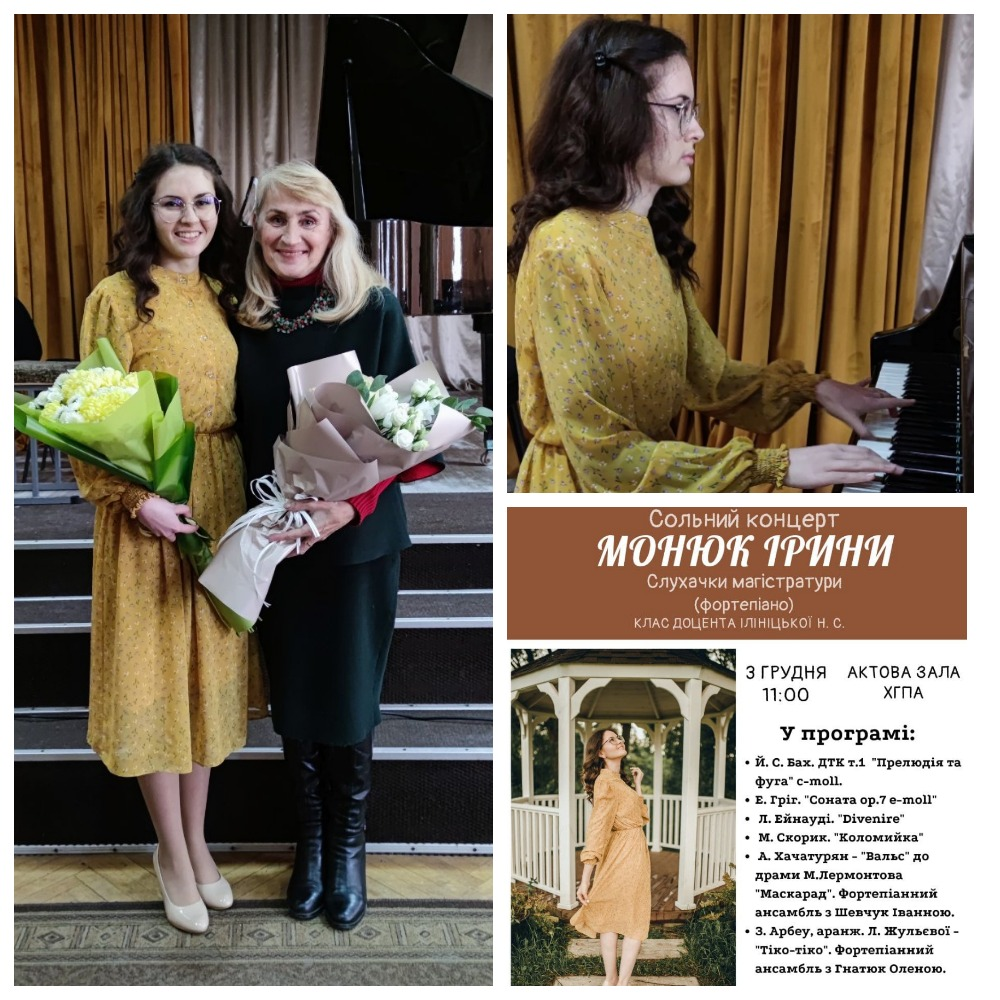 Сольний концерт
МОНЮК ІРИНИ
Слухачки магістратури
(фортепіано)
КЛАС ДОЦЕНТА ІЛІНІЦЬКОЇ Н. С.
3 ГРУДНЯ
11:00
АКТОВА ЗАЛА
ХГПА
У програмі:
• Й. С. Бах. ДТК т.1 "Прелюдія та
фуга" c-moll.
• Е. Гріг. "Соната ор.7 e-moll"
• Л. Ейнауді. "Divenire"
• М. Скорик. "Коломийка"
• А. Хачатурян - "Вальс" до
драми М.Лермонтова
"Маскарад". Фортепіанний
ансамбль з Шевчук Іванною.
• З. Арбеу, аранж. Л. Жульєвої -
"Тіко-тіко". Фортепіанний
ансамбль з Гнатюк Оленою.